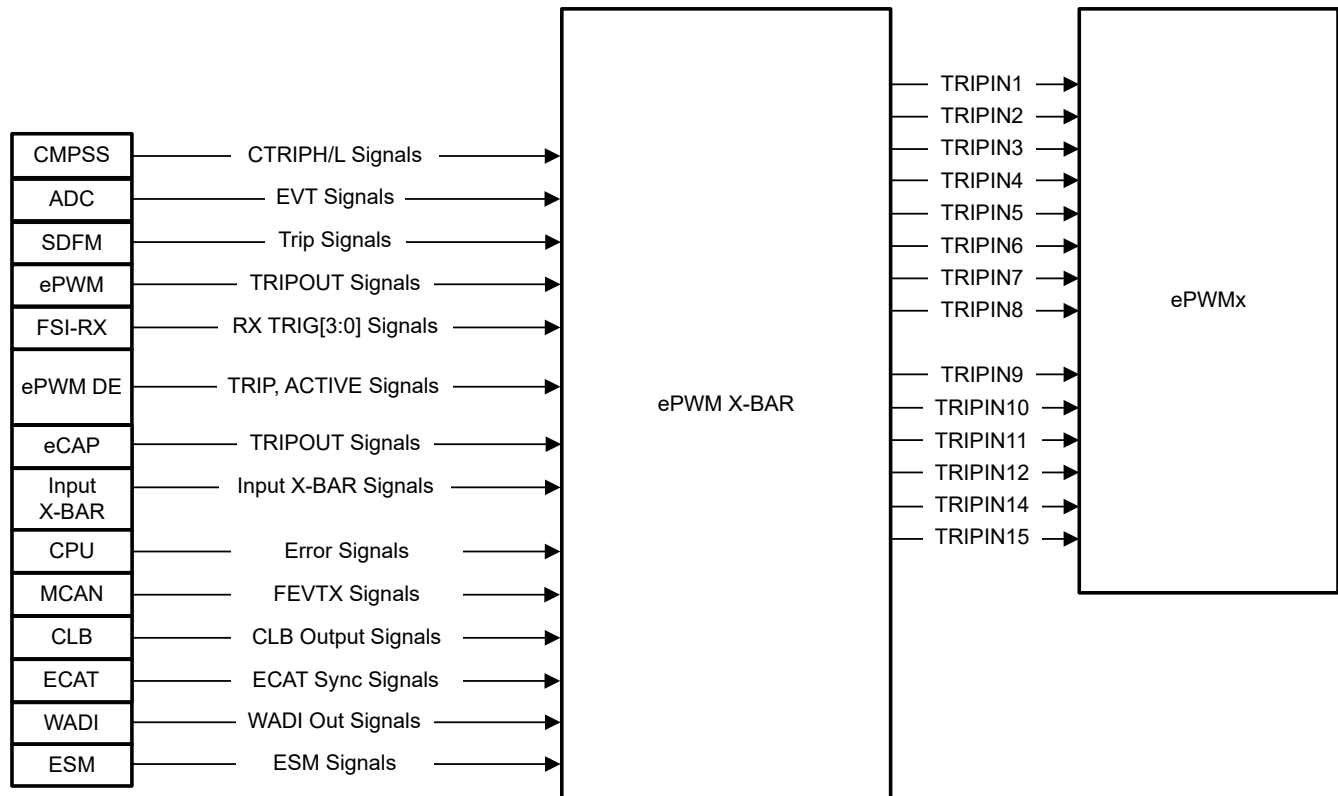 CMPSS
CTRIPH/L Signals
ADC
EVT Signals
SDFM
Trip Signals
ePWM
TRIPOUT Signals
FSI-RX
RX TRIG[3:0] Signals
ePWM DE
TRIP, ACTIVE Signals
eCAP
TRIPOUT Signals
Input
X-BAR
Input X-BAR Signals
CPU
Error Signals
MCAN
FEVTX Signals
CLB
CLB Output Signals
ECAT
ECAT Sync Signals
WADI
WADI Out Signals
ESM
ESM Signals
ePWM X-BAR
TRIPIN1
TRIPIN2
TRIPIN3
TRIPIN4
TRIPIN5
TRIPIN6
TRIPIN7
TRIPIN8
TRIPIN9
TRIPIN10
TRIPIN11
TRIPIN12
TRIPIN14
TRIPIN15
ePWMx